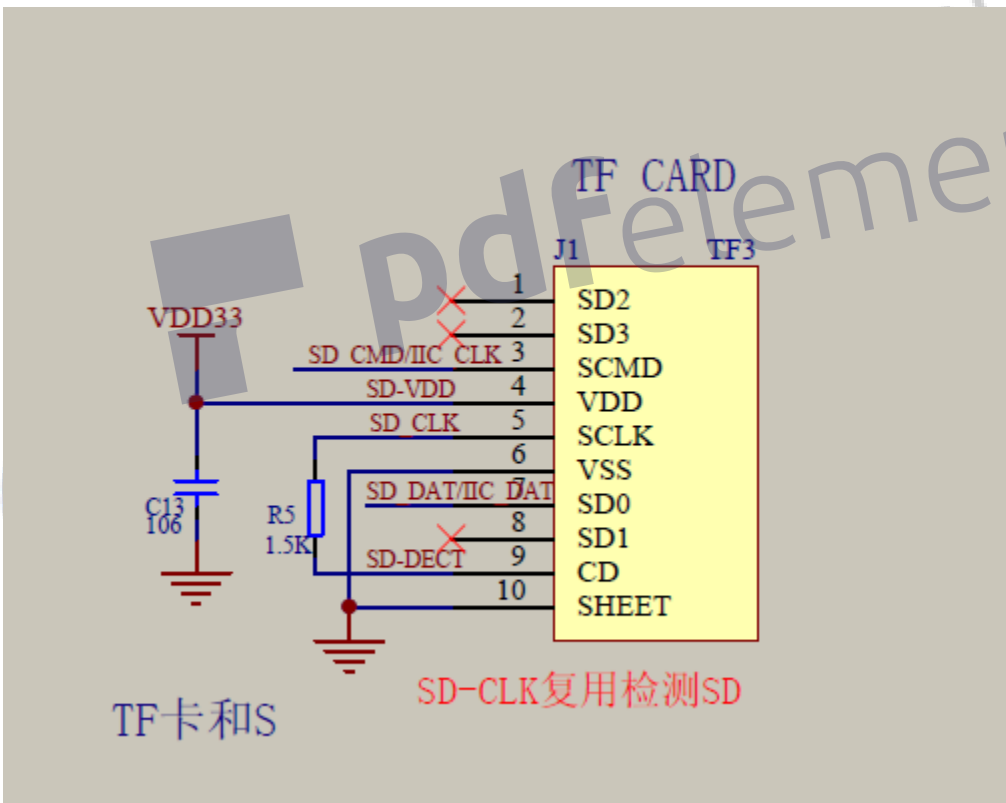 pdfeleme
TF CARD
J1 TF3
1 SD2
2 SD3
VDD33
SD_CMD/IIC_CLK 3 SCMD
SD-VDD 4 VDD
SD_CLK 5 SCLK
6 VSS
SD_DAT/IIC_DAT 7 SD0
8 SD1
C13
106
R5
1.5K
SD-DECT 9 CD
10 SHEET
SD-CLK复用检测SD
TF卡和S